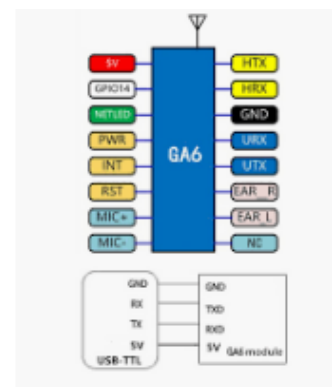 5V HTX
GPIO14 HRX
NETLED GND
PWR URX
GA6
INT UTX
RST EAR_R
MIC+ EAR_L
MIC- NC
GND GND
RX TXD
TX RXD
5V 5V
USB-TTL GA6 module